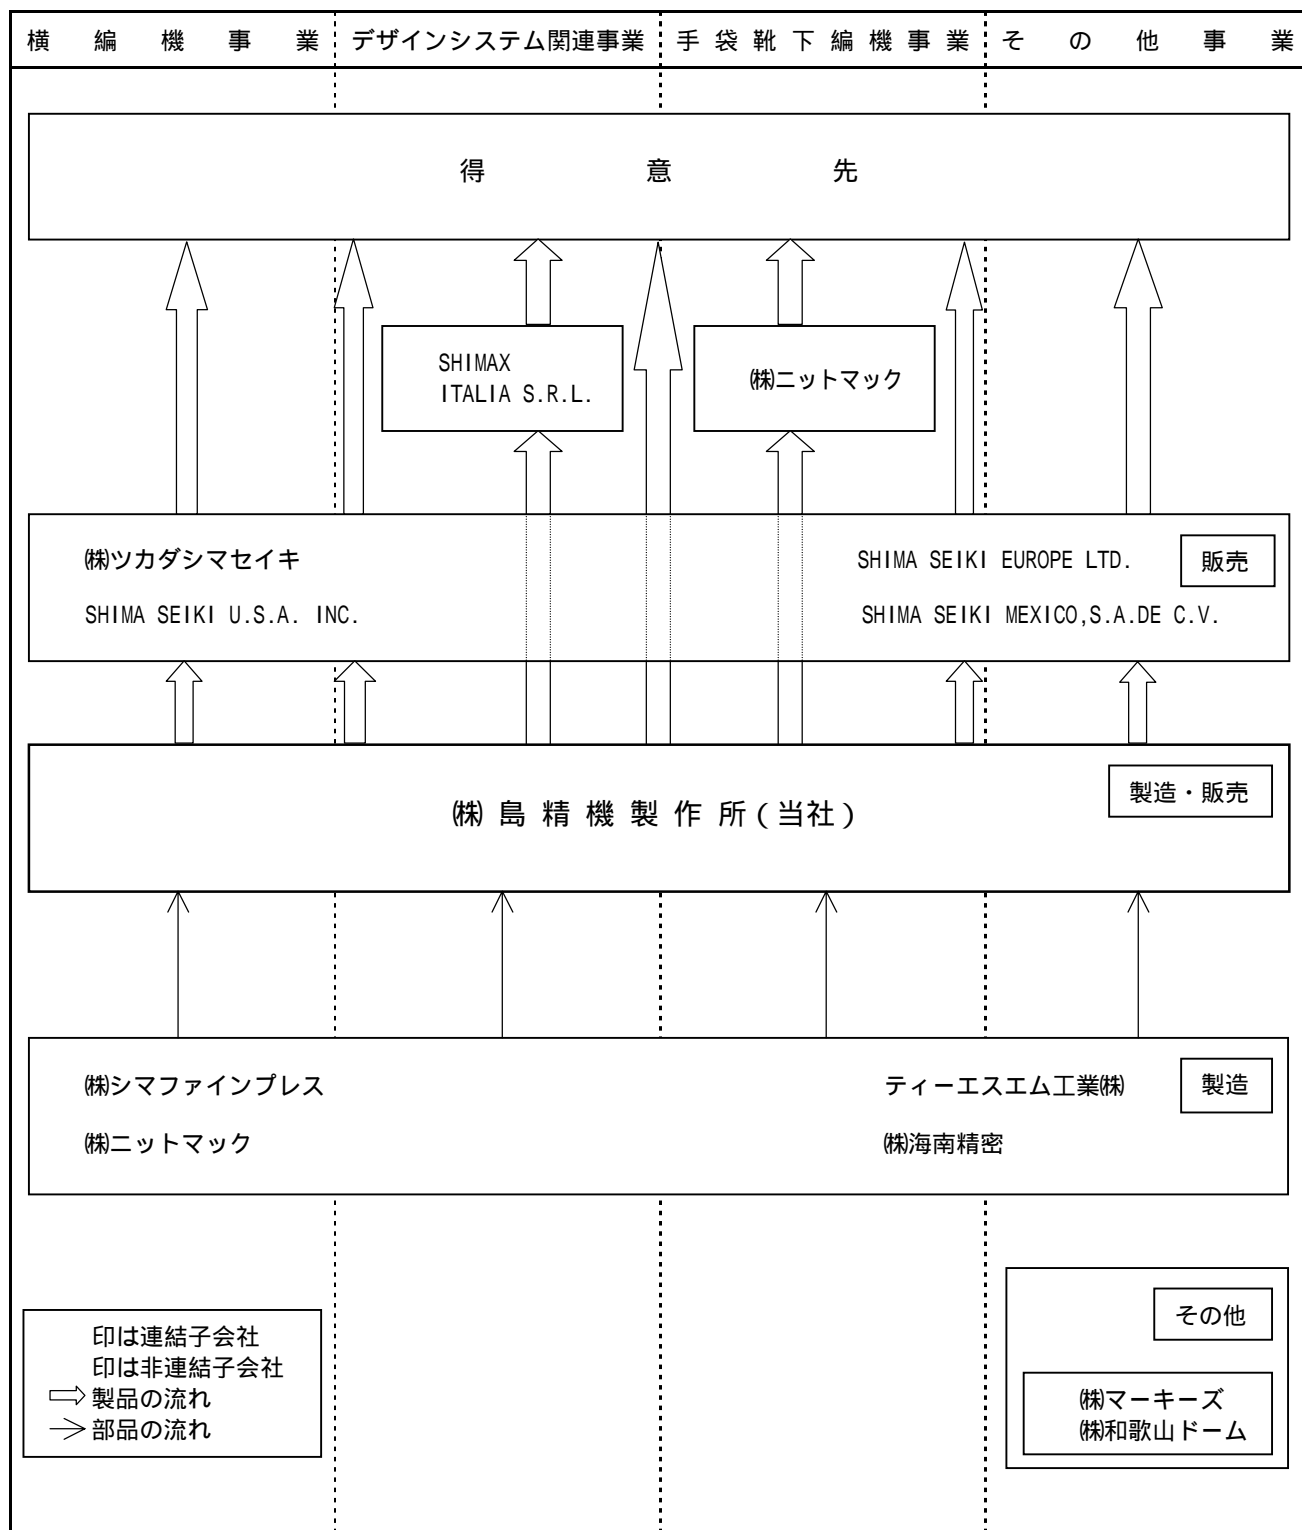 横編機事業 デザインシステム関連事業 手袋靴下編機事業 その他事業
得意先
SHIMAX
ITALIA S.R.L.
㈱ニットマック
㈱ツカダシマセイキ
SHIMA SEIKI EUROPE LTD.
販売
SHIMA SEIKI U.S.A. INC.
SHIMA SEIKI MEXICO,S.A.DE C.V.
製造・販売
㈱島精機製作所(当社)
㈱シマファインプレス
ティーエスエム工業㈱
製造
㈱ニットマック
㈱海南精密
印は連結子会社
印は非連結子会社
製品の流れ
部品の流れ
その他
㈱マーキーズ
㈱和歌山ドーム